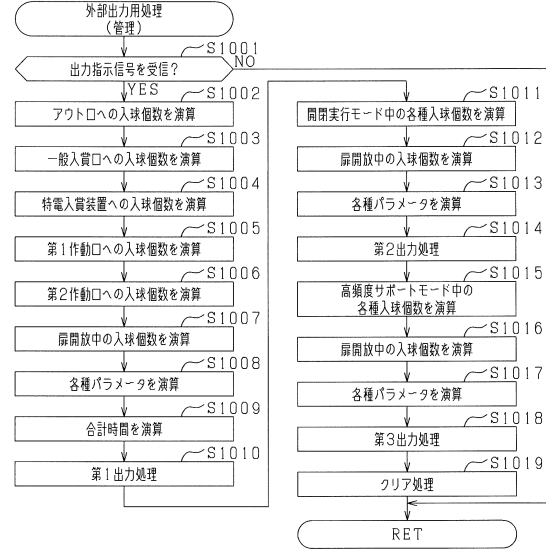 外部出力用処理
(管理)
S1001
出力指示信号を受信?
NO
YES
S1002
アウト口への入球個数を演算
S1003
一般入賞口への入球個数を演算
S1004
特電入賞装置への入球個数を演算
S1005
第1作動口への入球個数を演算
S1006
第2作動口への入球個数を演算
S1007
扉開放中の入球個数を演算
S1008
各種パラメータを演算
S1009
合計時間を演算
S1010
第1出力処理
S1011
開閉実行モード中の各種入球個数を演算
S1012
扉開放中の入球個数を演算
S1013
各種パラメータを演算
S1014
第2出力処理
S1015
高頻度サポートモード中の
各種入球個数を演算
S1016
扉開放中の入球個数を演算
S1017
各種パラメータを演算
S1018
第3出力処理
S1019
クリア処理
RET